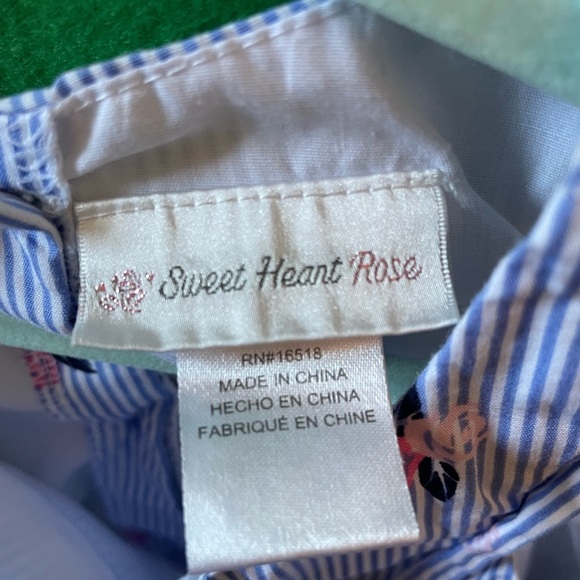 Sweet Heart Rose
RN#16518
MADE IN CHINA
HECHO EN CHINA
FABRIQUÉ EN CHINE